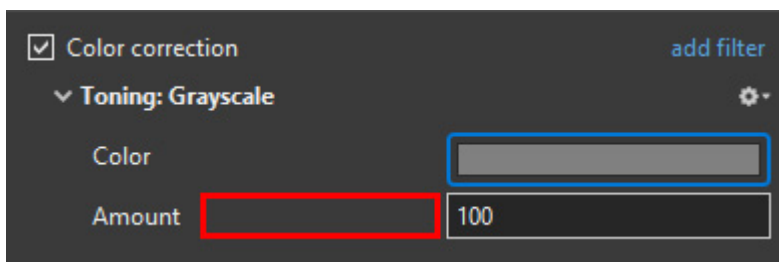 Color correction add filter
Toning: Grayscale
Color
Amount 100